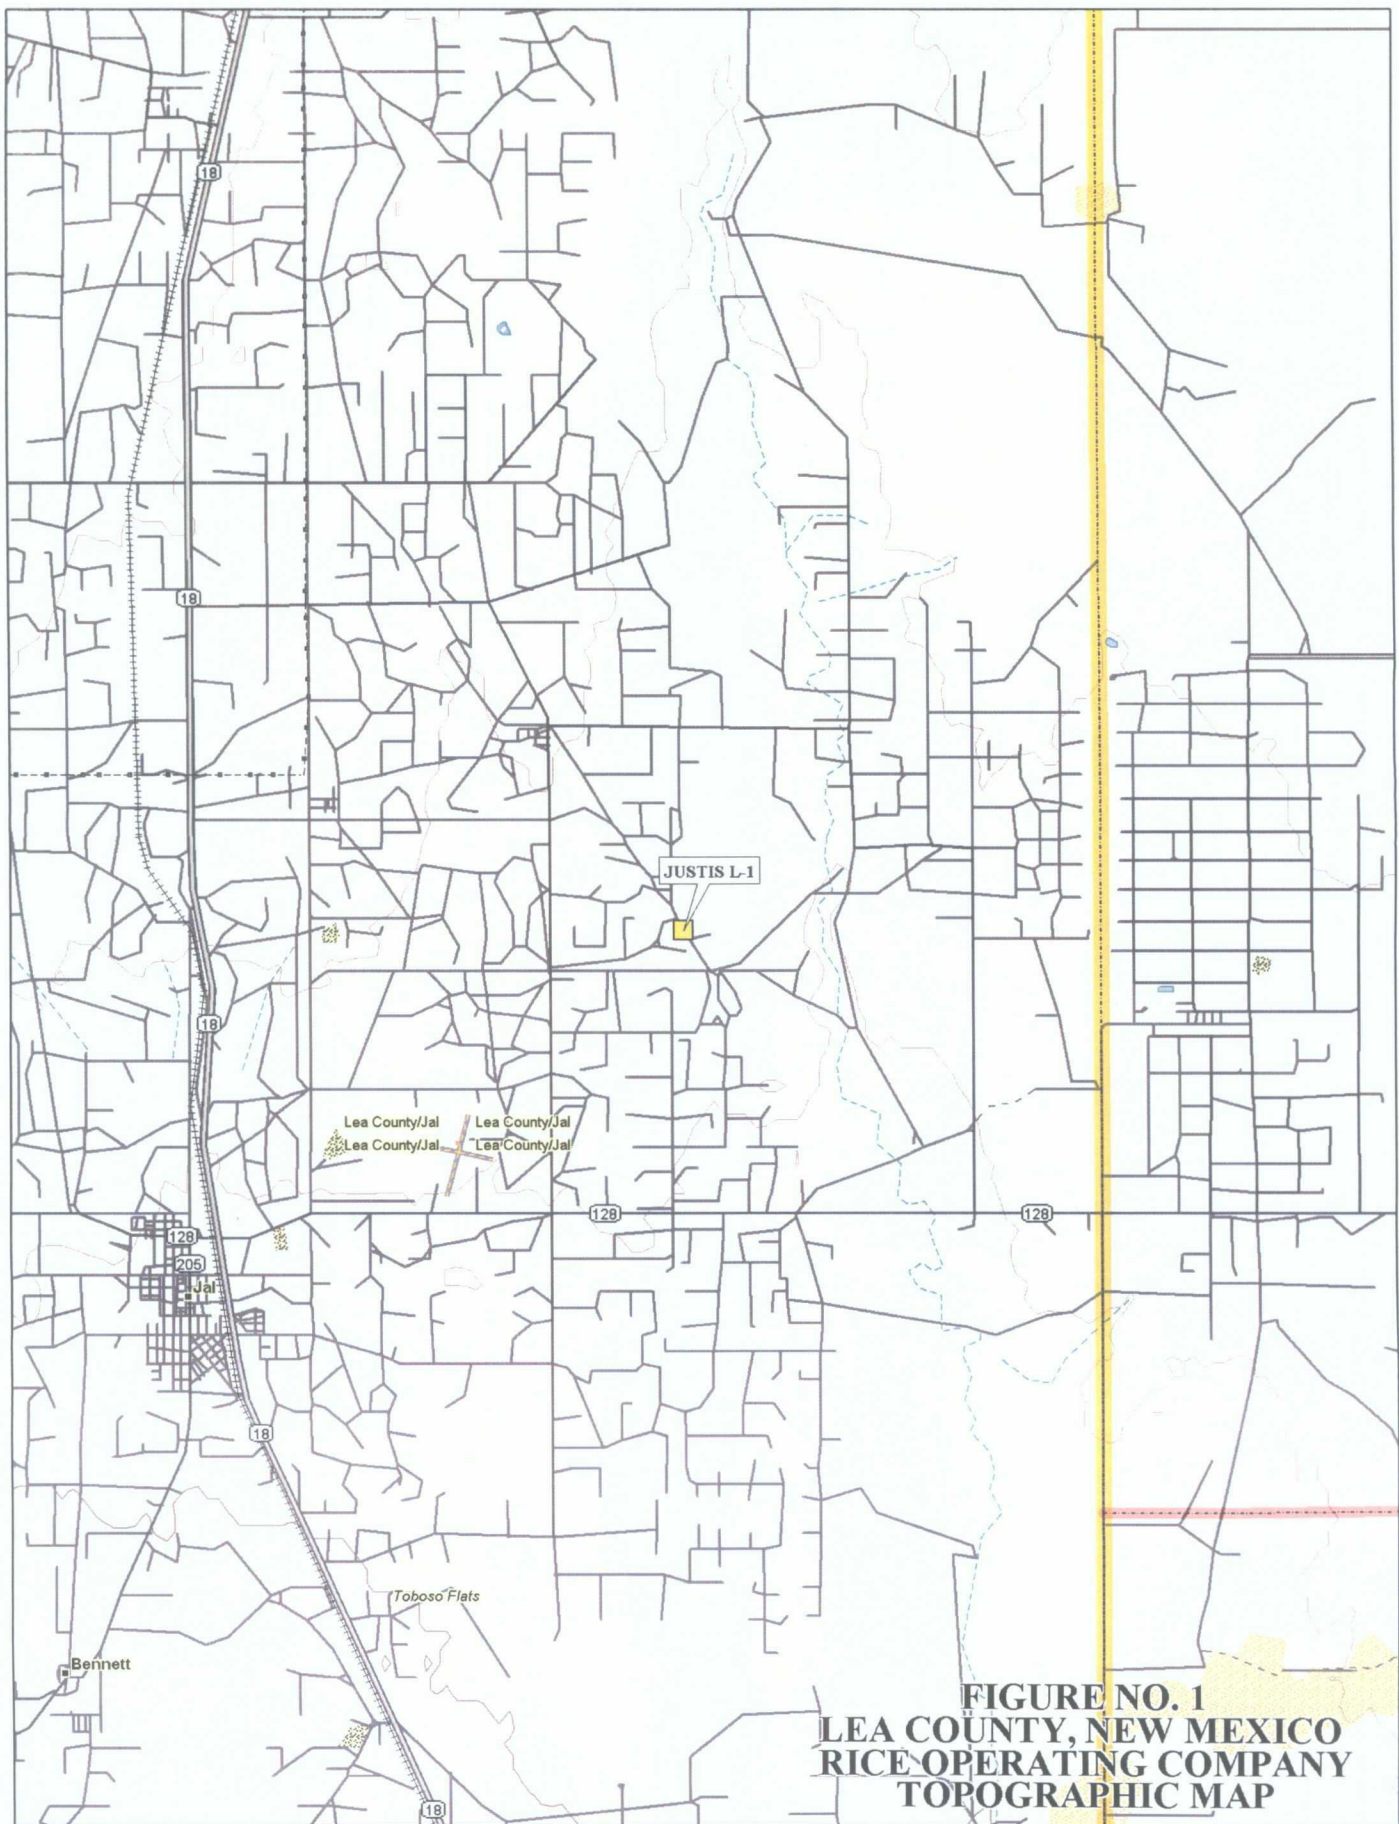 18
18
JUSTIS L-1
18
Lea County/Jal
Lea County/Jal
Lea County/Jal
Lea County/Jal
128
128
128
205
Jal
18
Toboso Flats
Bennett
18
FIGURE NO. 1
LEA COUNTY, NEW MEXICO
RICE OPERATING COMPANY
TOPOGRAPHIC MAP